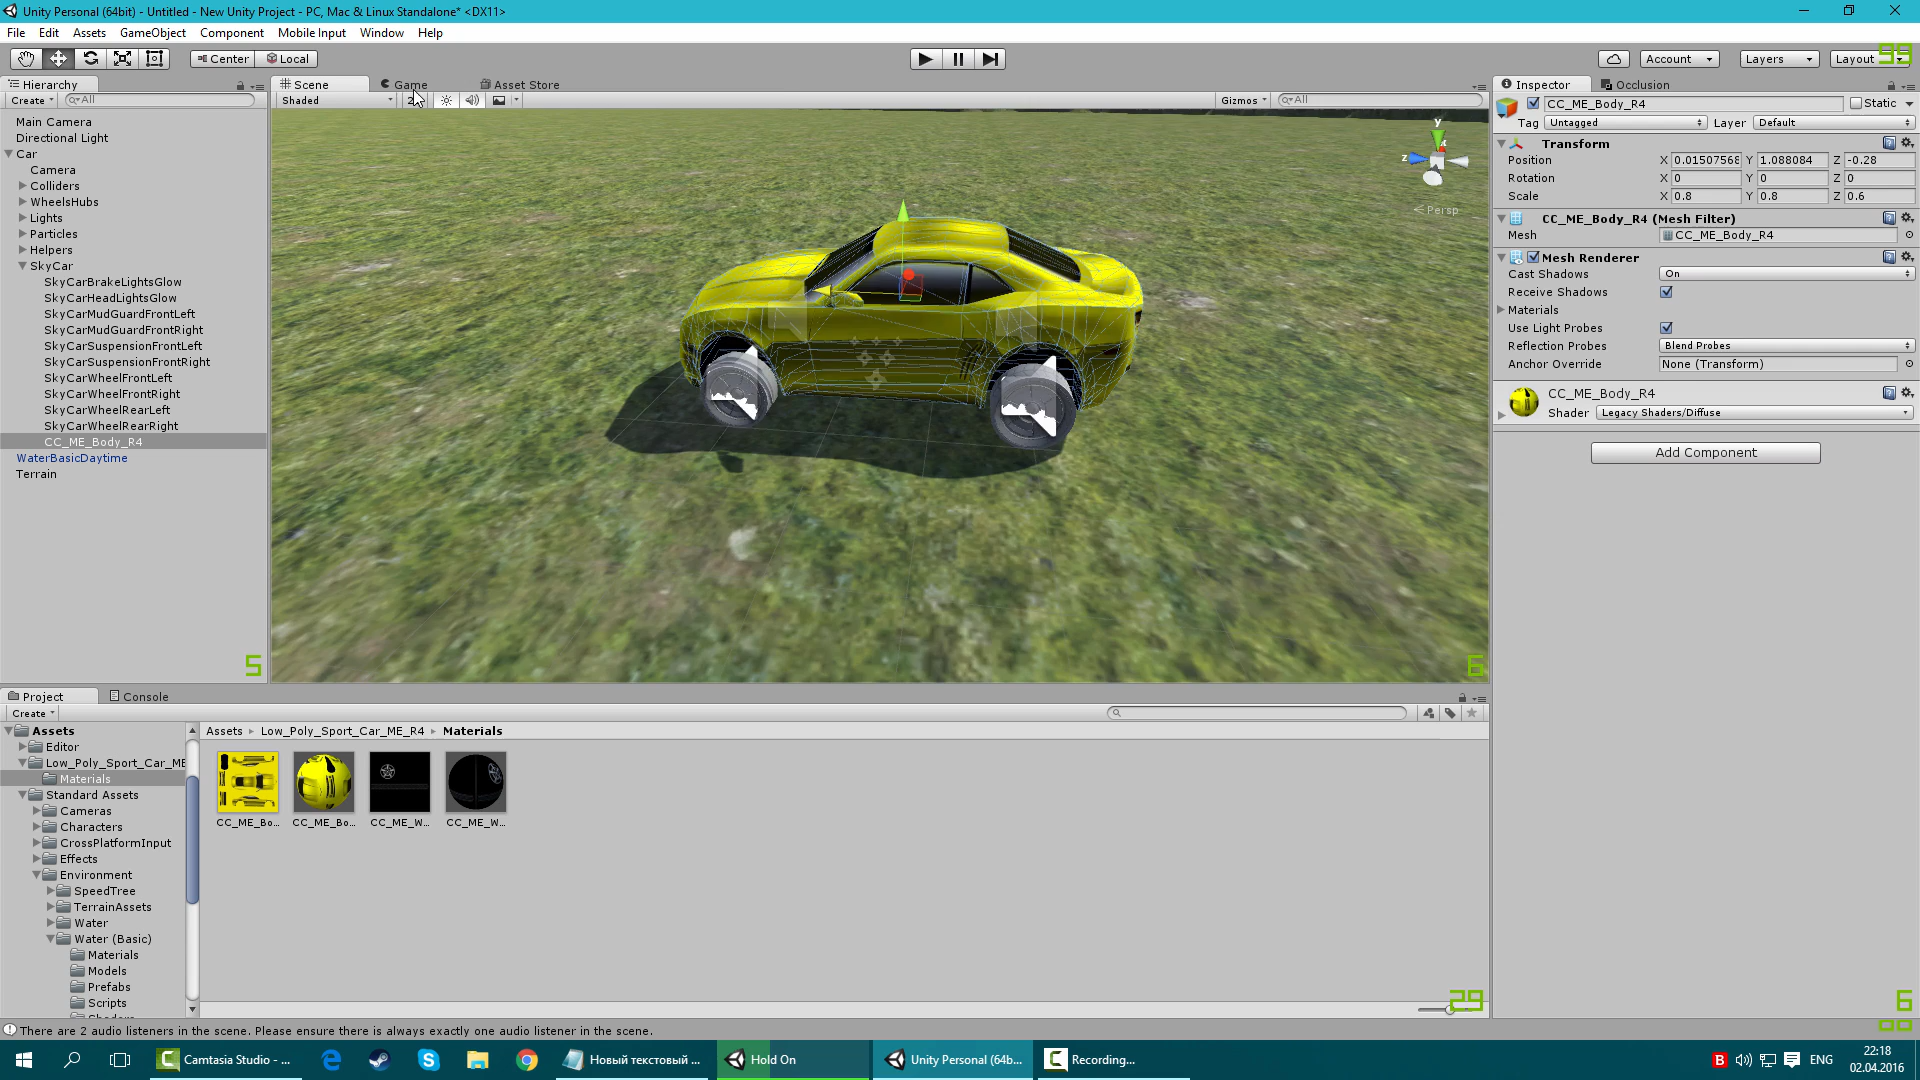 Unity Personal (64bit) - Untitled - New Unity Project - PC, Mac & Linux Standalone* <DX11>
File Edit Assets GameObject Component Mobile Input Window Help
Center Local Account Layers Layout
99
Hierarchy
Create All
Main Camera
Directional Light
Car
Camera
Colliders
WheelsHubs
Lights
Particles
Helpers
SkyCar
SkyCarBrakeLightsGlow
SkyCarHeadLightsGlow
SkyCarMudGuardFrontLeft
SkyCarMudGuardFrontRight
SkyCarSuspensionFrontLeft
SkyCarSuspensionFrontRight
SkyCarWheelFrontLeft
SkyCarWheelFrontRight
SkyCarWheelRearLeft
SkyCarWheelRearRight
CC_ME_Body_R4
WaterBasicDaytime
Terrain
5
Scene Game Asset Store
Shaded 2 Gizmos All
y
x
z
Persp
6
Inspector Occlusion
CC_ME_Body_R4 Static
Tag Untagged Layer Default
Transform
Position X 0.01507568 Y 1.088084 Z -0.28
Rotation X 0 Y 0 Z 0
Scale X 0.8 Y 0.8 Z 0.6
CC_ME_Body_R4 (Mesh Filter)
Mesh CC_ME_Body_R4
Mesh Renderer
Cast Shadows On
Receive Shadows
Materials
Use Light Probes
Reflection Probes Blend Probes
Anchor Override None (Transform)
CC_ME_Body_R4
Shader Legacy Shaders/Diffuse
Add Component
6
Project Console
Create
Assets
Editor
Low_Poly_Sport_Car_ME
Materials
Standard Assets
Cameras
Characters
CrossPlatformInput
Effects
Environment
SpeedTree
TerrainAssets
Water
Water (Basic)
Materials
Models
Prefabs
Scripts
Assets Low_Poly_Sport_Car_ME_R4 Materials
CC_ME_Bo... CC_ME_Bo... CC_ME_W... CC_ME_W...
29
There are 2 audio listeners in the scene. Please ensure there is always exactly one audio listener in the scene.
Camtasia Studio - ... Новый текстовый ... Hold On Unity Personal (64b... Recording...
ENG
22:18
02.04.2016